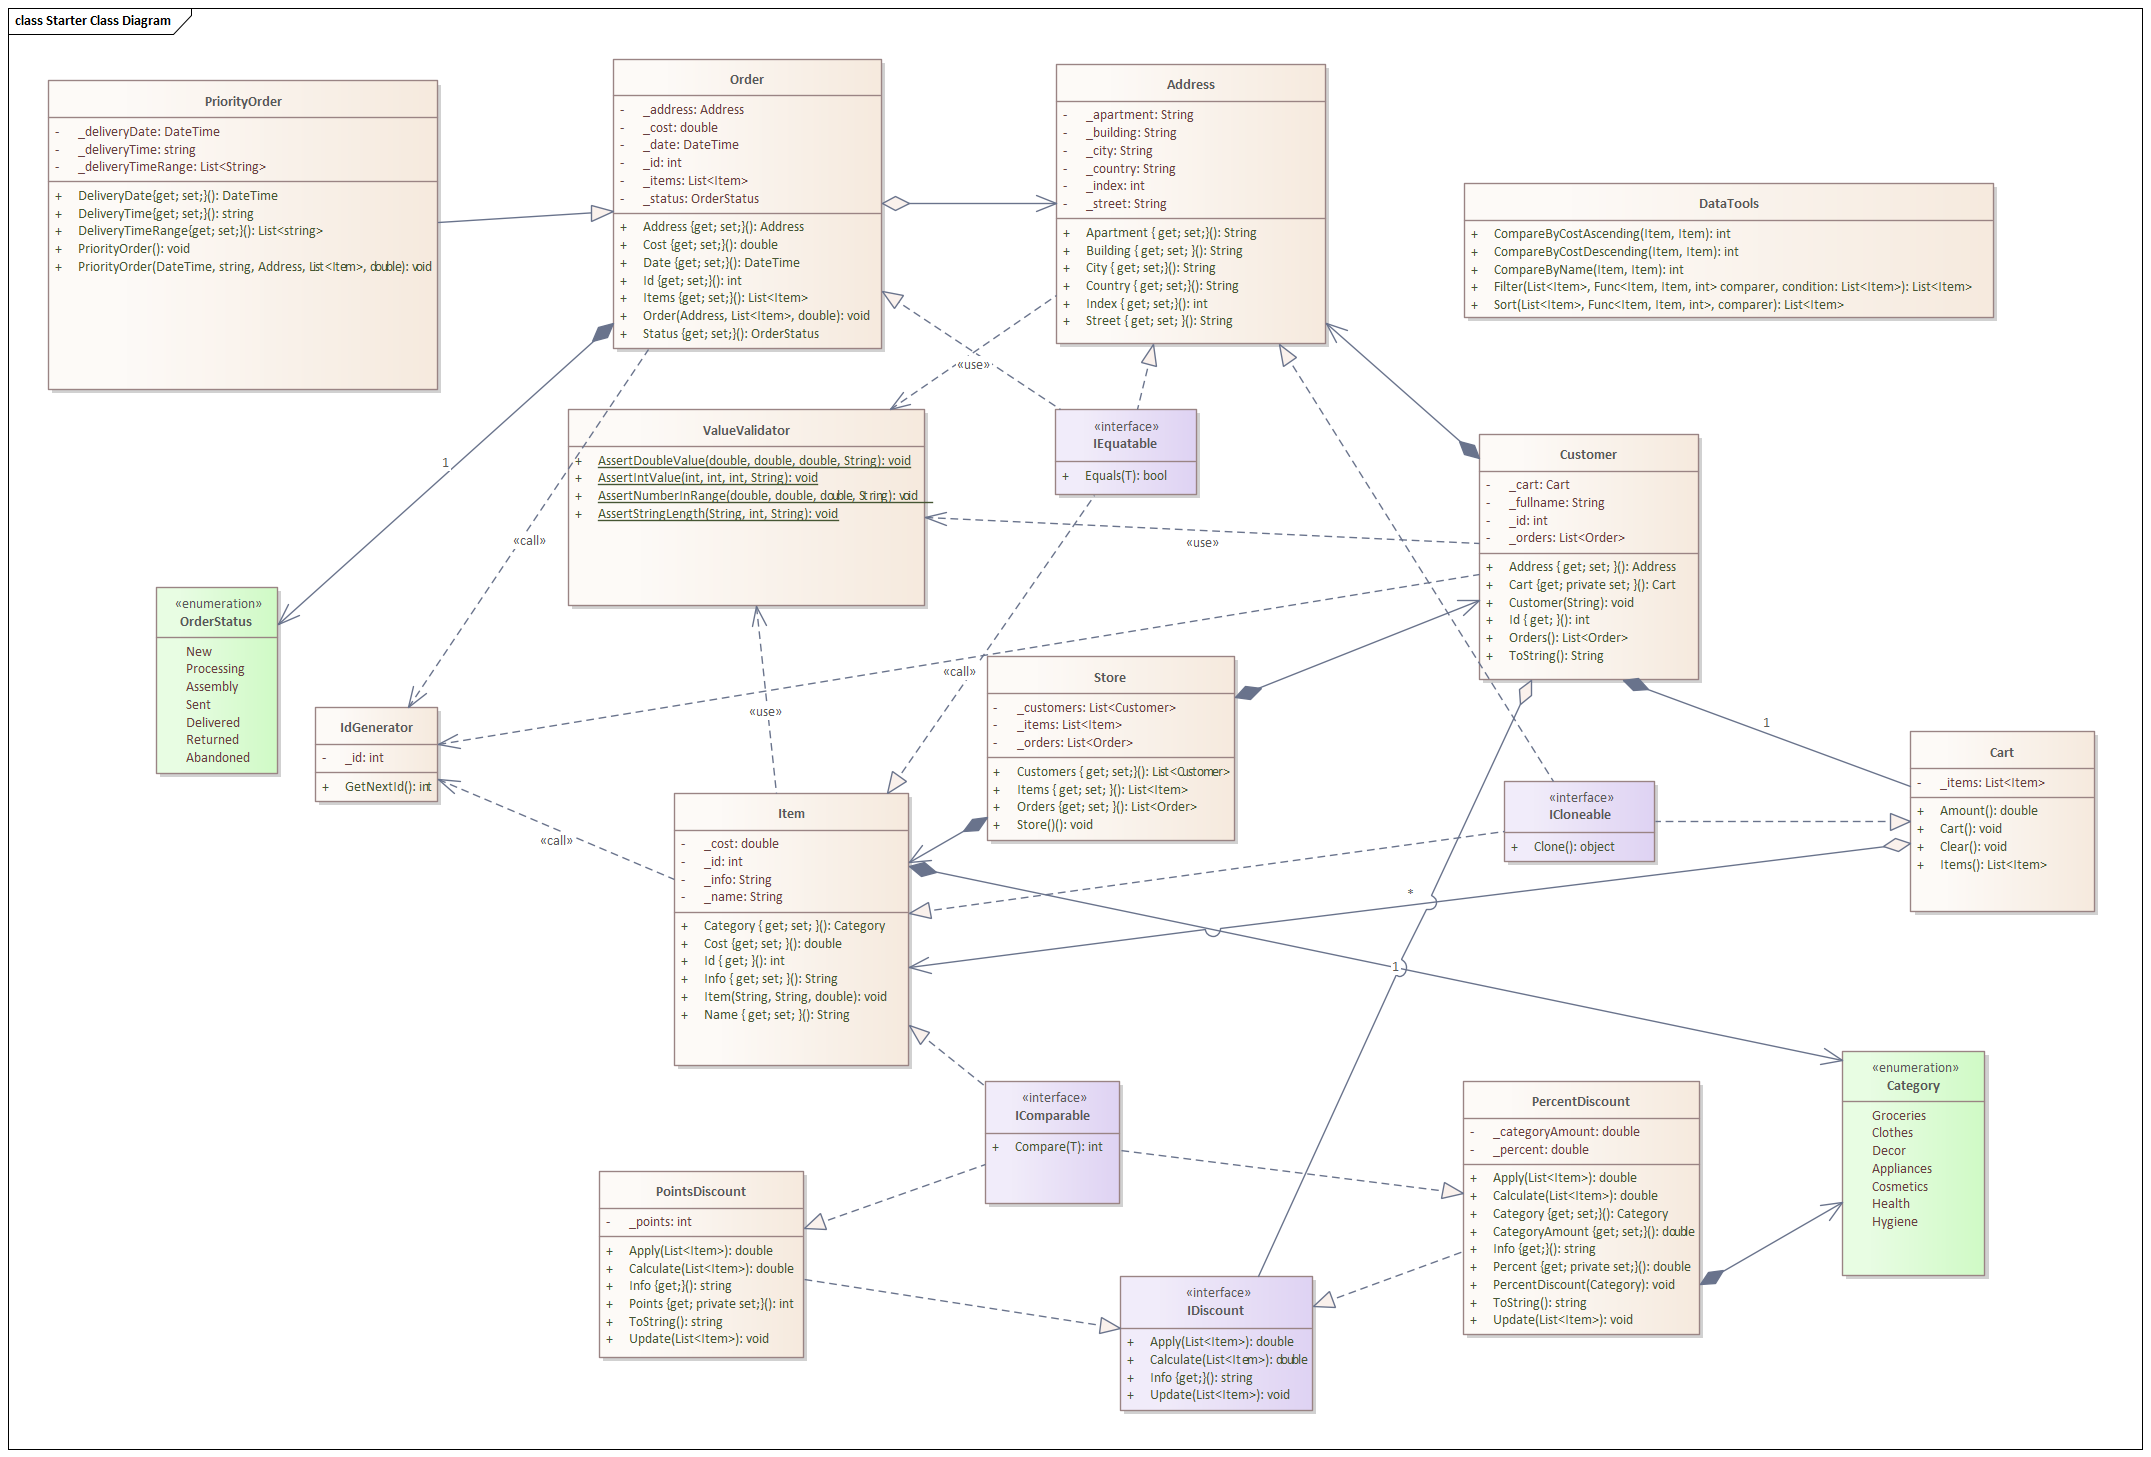 class Starter Class Diagram
PriorityOrder
- _deliveryDate: DateTime
- _deliveryTime: string
- _deliveryTimeRange: List<String>
+ DeliveryDate{get; set;}(): DateTime
+ DeliveryTime{get; set;}(): string
+ DeliveryTimeRange{get; set;}(): List<string>
+ PriorityOrder(): void
+ PriorityOrder(DateTime, string, Address, List<Item>, double): void
Order
- _address: Address
- _cost: double
- _date: DateTime
- _id: int
- _items: List<Item>
- _status: OrderStatus
+ Address {get; set;}(): Address
+ Cost {get; set;}(): double
+ Date {get; set;}(): DateTime
+ Id {get; set;}(): int
+ Items {get; set;}(): List<Item>
+ Order(Address, List<Item>, double): void
+ Status {get; set;}(): OrderStatus
Address
- _apartment: String
- _building: String
- _city: String
- _country: String
- _index: int
- _street: String
+ Apartment { get; set;}(): String
+ Building { get; set; }(): String
+ City { get; set;}(): String
+ Country { get; set;}(): String
+ Index { get; set;}(): int
+ Street { get; set; }(): String
DataTools
+ CompareByCostAscending(Item, Item): int
+ CompareByCostDescending(Item, Item): int
+ CompareByName(Item, Item): int
+ Filter(List<Item>, Func<Item, Item, int> comparer, condition: List<Item>): List<Item>
+ Sort(List<Item>, Func<Item, Item, int>, comparer): List<Item>
«use»
ValueValidator
+ AssertDoubleValue(double, double, double, String): void
+ AssertIntValue(int, int, int, String): void
+ AssertNumberInRange(double, double, double, String): void
+ AssertStringLength(String, int, String): void
«interface»
IEquatable
+ Equals(T): bool
Customer
- _cart: Cart
- _fullname: String
- _id: int
- _orders: List<Order>
+ Address { get; set; }(): Address
+ Cart {get; private set; }(): Cart
+ Customer(String): void
+ Id { get; }(): int
+ Orders(): List<Order>
+ ToString(): String
1
«call»
«use»
«enumeration»
OrderStatus
New
Processing
Assembly
Sent
Delivered
Returned
Abandoned
IdGenerator
- _id: int
+ GetNextId(): int
«call»
«use»
Store
- _customers: List<Customer>
- _items: List<Item>
- _orders: List<Order>
+ Customers { get; set;}(): List<Customer>
+ Items { get; set; }(): List<Item>
+ Orders {get; set; }(): List<Order>
+ Store()(): void
1
Cart
- _items: List<Item>
+ Amount(): double
+ Cart(): void
+ Clear(): void
+ Items(): List<Item>
«interface»
ICloneable
+ Clone(): object
«call»
Item
- _cost: double
- _id: int
- _info: String
- _name: String
+ Category { get; set; }(): Category
+ Cost {get; set; }(): double
+ Id { get; }(): int
+ Info { get; set; }(): String
+ Item(String, String, double): void
+ Name { get; set; }(): String
*
1
«enumeration»
Category
Groceries
Clothes
Decor
Appliances
Cosmetics
Health
Hygiene
«interface»
IComparable
+ Compare(T): int
PercentDiscount
- _categoryAmount: double
- _percent: double
+ Apply(List<Item>): double
+ Calculate(List<Item>): double
+ Category {get; set;}(): Category
+ CategoryAmount {get; set;}(): double
+ Info {get;}(): string
+ Percent {get; private set;}(): double
+ PercentDiscount(Category): void
+ ToString(): string
+ Update(List<Item>): void
PointsDiscount
- _points: int
+ Apply(List<Item>): double
+ Calculate(List<Item>): double
+ Info {get;}(): string
+ Points {get; private set;}(): int
+ ToString(): string
+ Update(List<Item>): void
«interface»
IDiscount
+ Apply(List<Item>): double
+ Calculate(List<Item>): double
+ Info {get;}(): string
+ Update(List<Item>): void